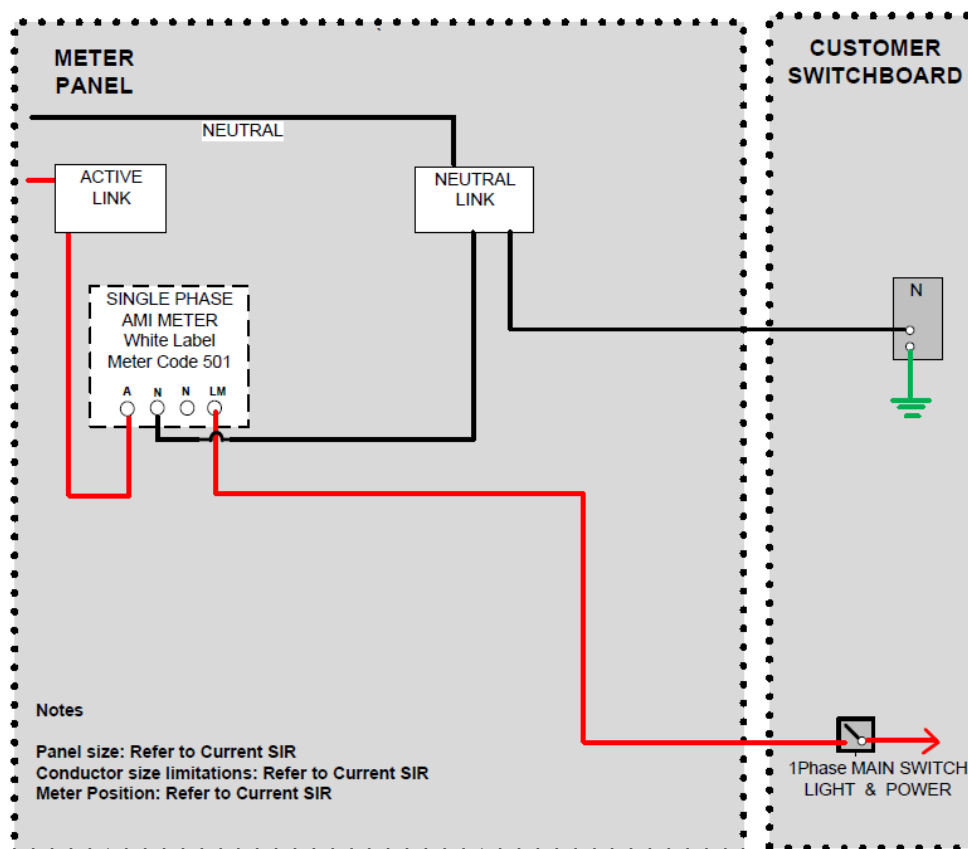 METER
PANEL
CUSTOMER
SWITCHBOARD
NEUTRAL
ACTIVE
LINK
NEUTRAL
LINK
SINGLE PHASE
AMI METER
White Label
Meter Code 501
A N N LM
N
Notes
Panel size: Refer to Current SIR
Conductor size limitations: Refer to Current SIR
Meter Position: Refer to Current SIR
1Phase MAIN SWITCH
LIGHT & POWER